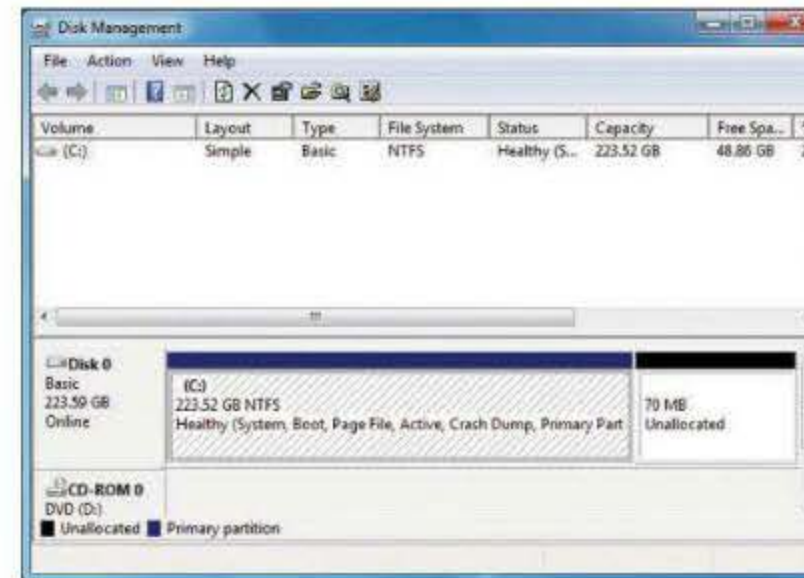 Disk Management
File Action View Help
Volume Layout Type File System Status Capacity Free Spa...
(C:) Simple Basic NTFS Healthy (S... 223.52 GB 48.86 GB
Disk 0
Basic
223.59 GB
Online
(C:)
223.52 GB NTFS
Healthy (System, Boot, Page File, Active, Crash Dump, Primary Part
70 MB
Unallocated
CD-ROM 0
DVD (D:)
Unallocated Primary partition